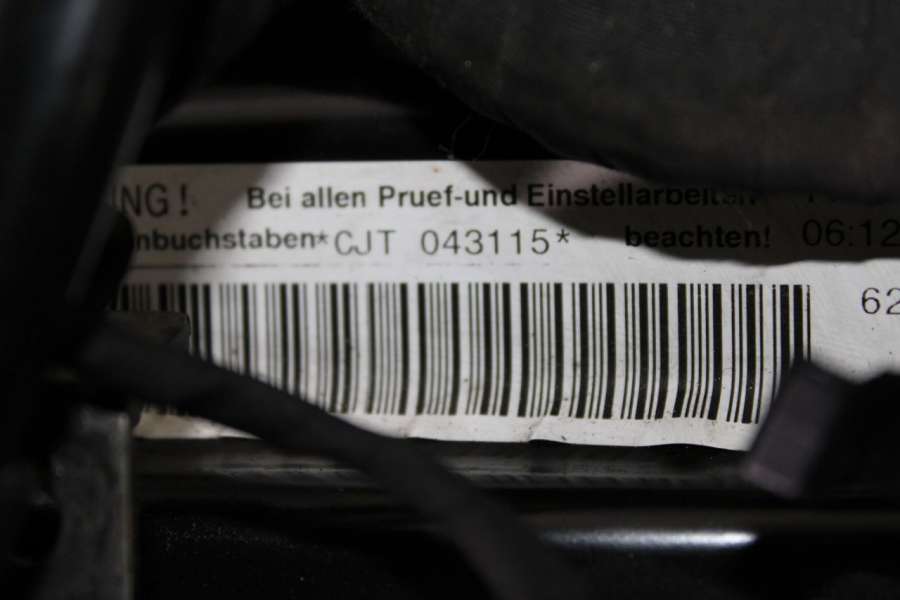 NG! Bei allen Pruef-und Einstellarbeiten
nbuchstaben*CJT 043115* beachten! 06:12
62